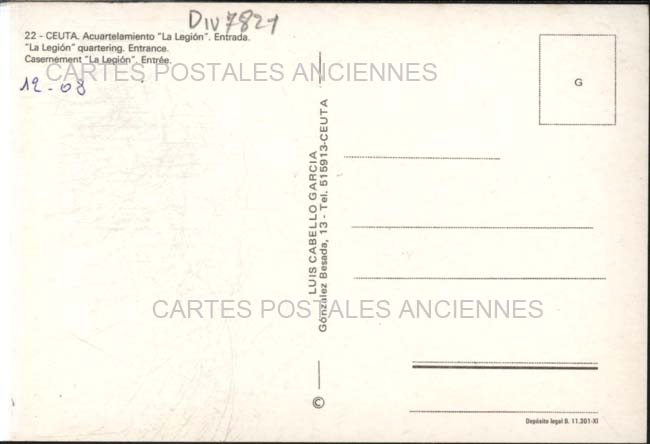 Div 7821
22 - CEUTA. Acuartelamiento "La Legión". Entrada.
"La Legión" quartering. Entrance.
Casernement "La Legión". Entrée.
12-08
CARTES POSTALES ANCIENNES
G
LUIS CABELLO GARCIA
Gónzalez Besada, 13 - Tel. 515913-CEUTA
©
CARTES POSTALES ANCIENNES
Depósito legal B. 11.301-XI